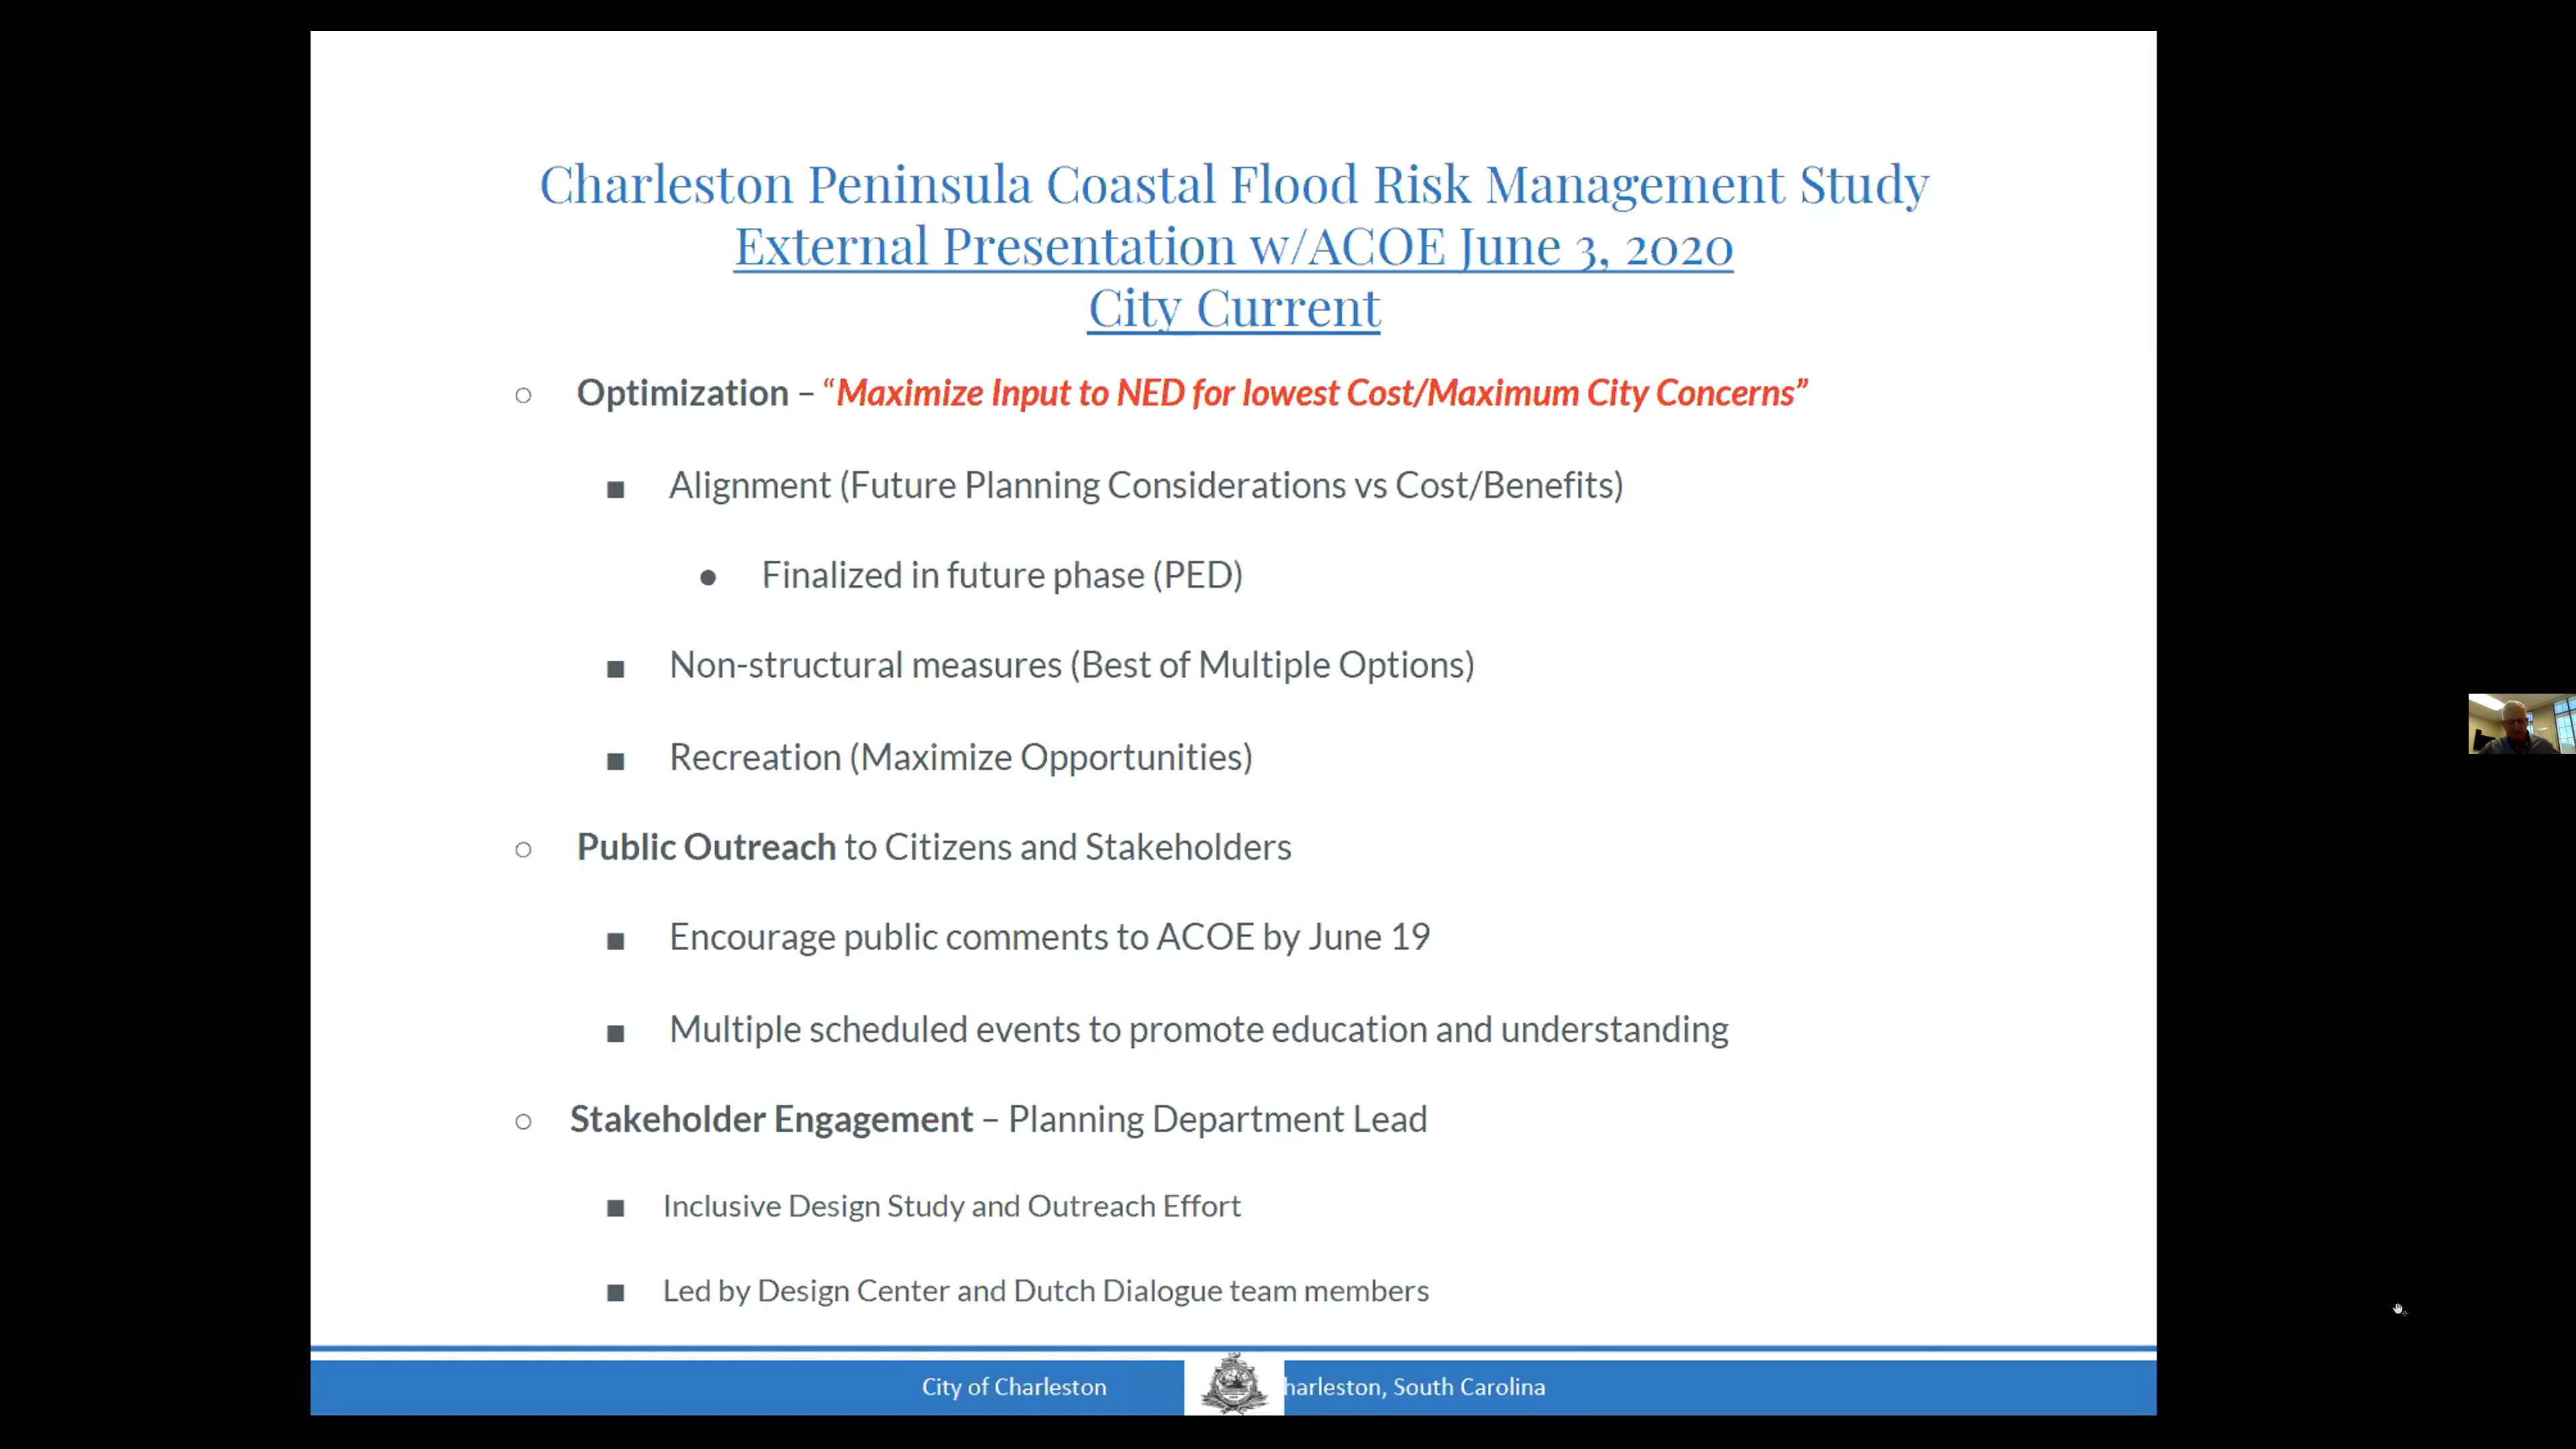 Charleston Peninsula Coastal Flood Risk Management Study
External Presentation w/ACOE June 3, 2020
City Current
○ Optimization – “Maximize Input to NED for lowest Cost/Maximum City Concerns”
■ Alignment (Future Planning Considerations vs Cost/Benefits)
● Finalized in future phase (PED)
■ Non-structural measures (Best of Multiple Options)
■ Recreation (Maximize Opportunities)
○ Public Outreach to Citizens and Stakeholders
■ Encourage public comments to ACOE by June 19
■ Multiple scheduled events to promote education and understanding
○ Stakeholder Engagement – Planning Department Lead
■ Inclusive Design Study and Outreach Effort
■ Led by Design Center and Dutch Dialogue team members
City of Charleston harleston, South Carolina